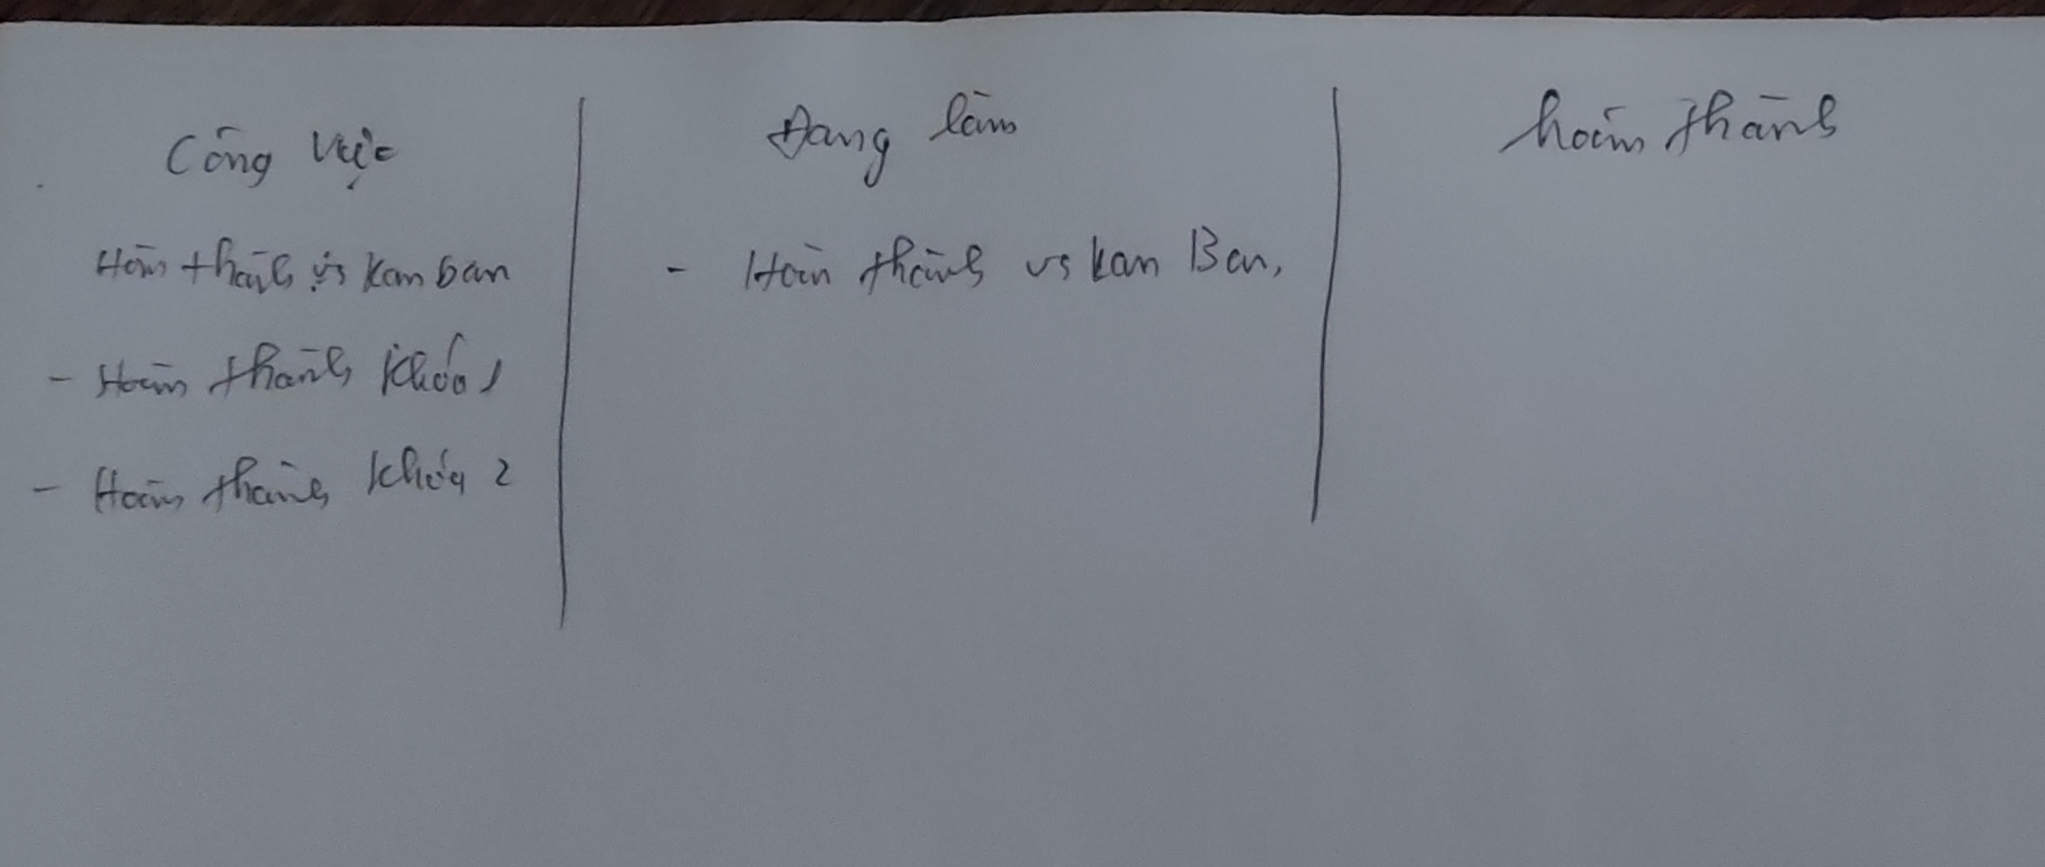 Công việc
Hoàn thành vs Kan ban
- Hoàn thành khóa 1
- Hoàn thành khóa 2
Đang làm
- Hoàn thành vs kan Ban,
hoàn thành